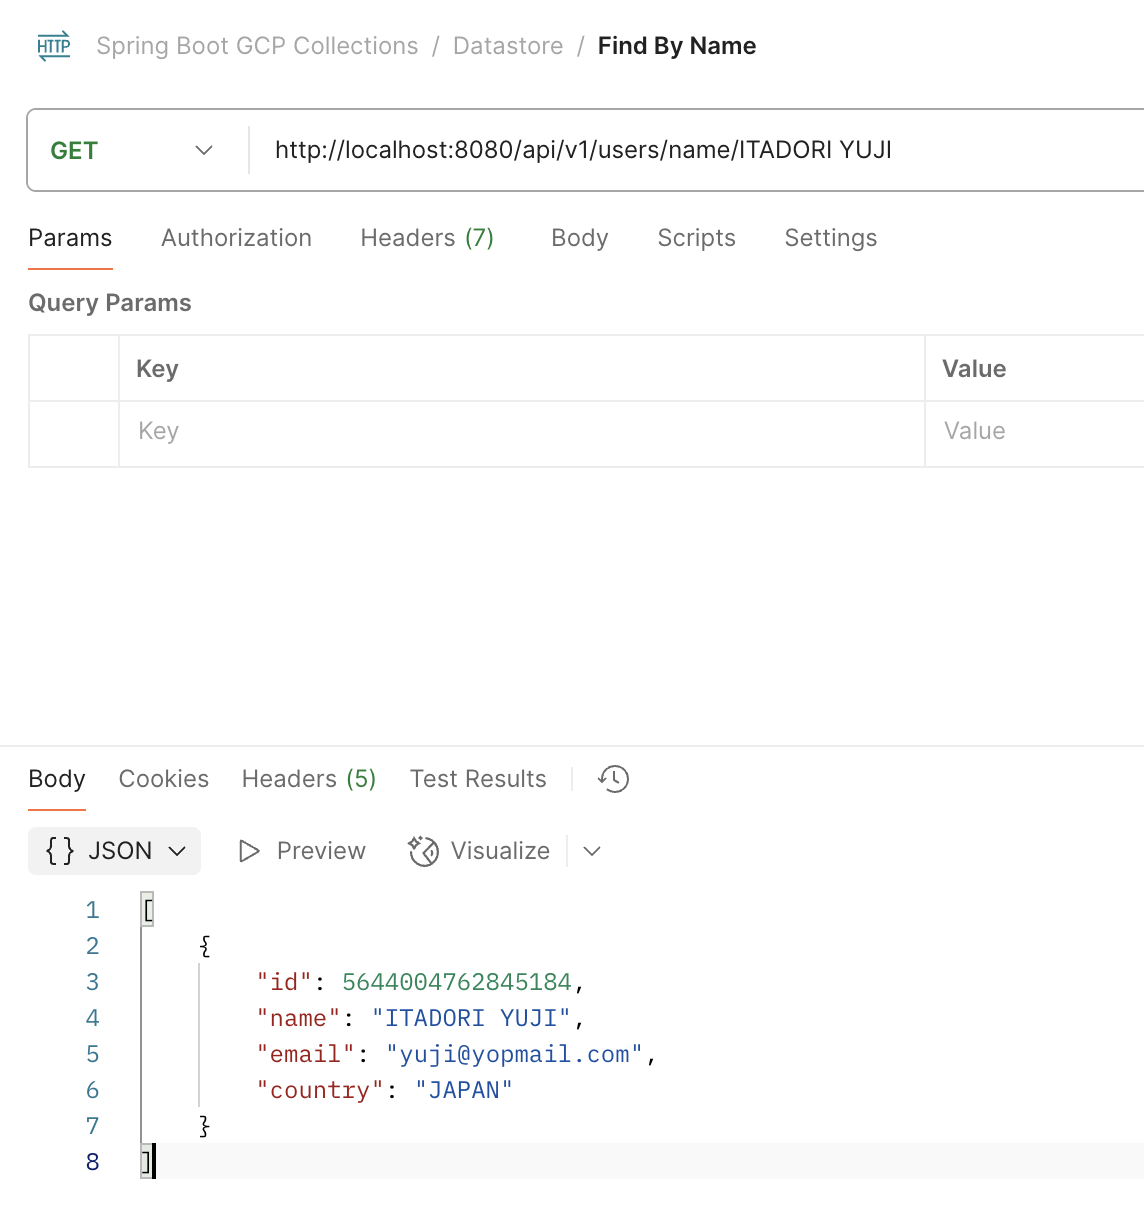 HTTP Spring Boot GCP Collections / Datastore / Find By Name
GET http://localhost:8080/api/v1/users/name/ITADORI YUJI
Params Authorization Headers (7) Body Scripts Settings
Query Params
Key Value
Key Value
Body Cookies Headers (5) Test Results
{} JSON Preview Visualize
1 [
2 {
3 "id": 5644004762845184,
4 "name": "ITADORI YUJI",
5 "email": "yuji@yopmail.com",
6 "country": "JAPAN"
7 }
8 ]